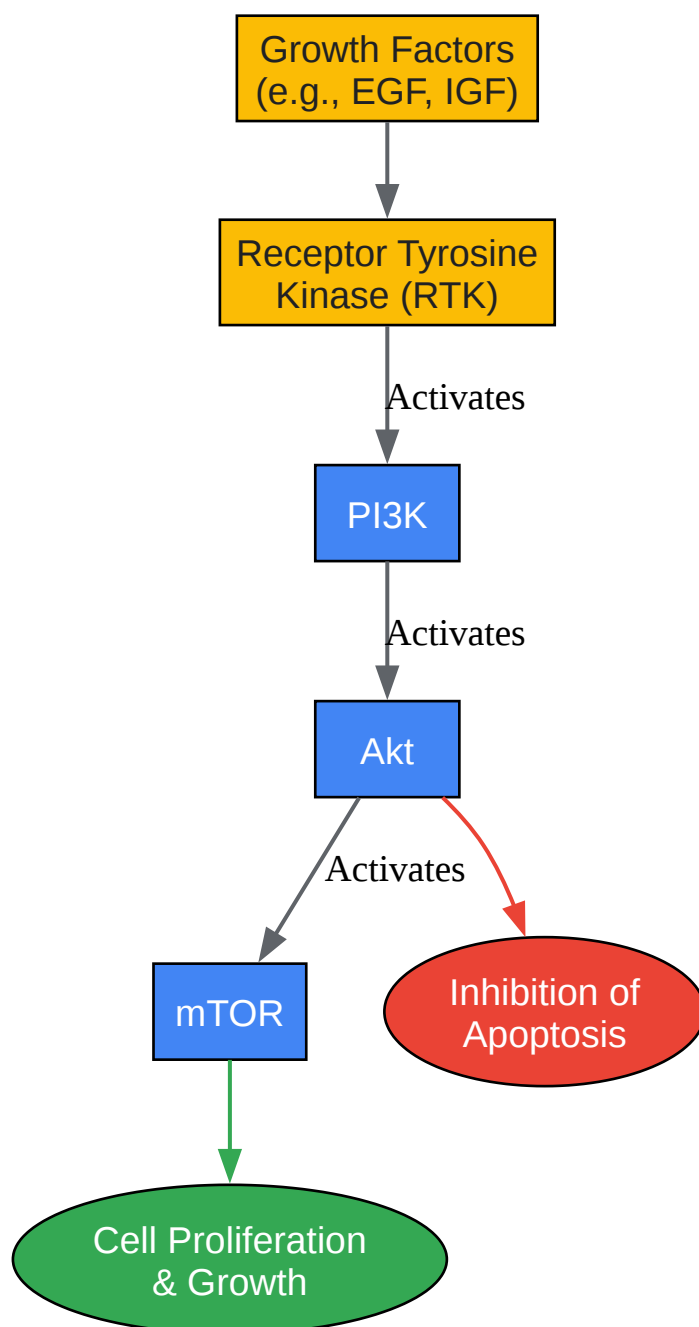 Growth Factors
(e.g., EGF, IGF)
Receptor Tyrosine
Kinase (RTK)
Activates
PI3K
Activates
Akt
Activates
Inhibition of
Apoptosis
mTOR
Cell Proliferation
& Growth